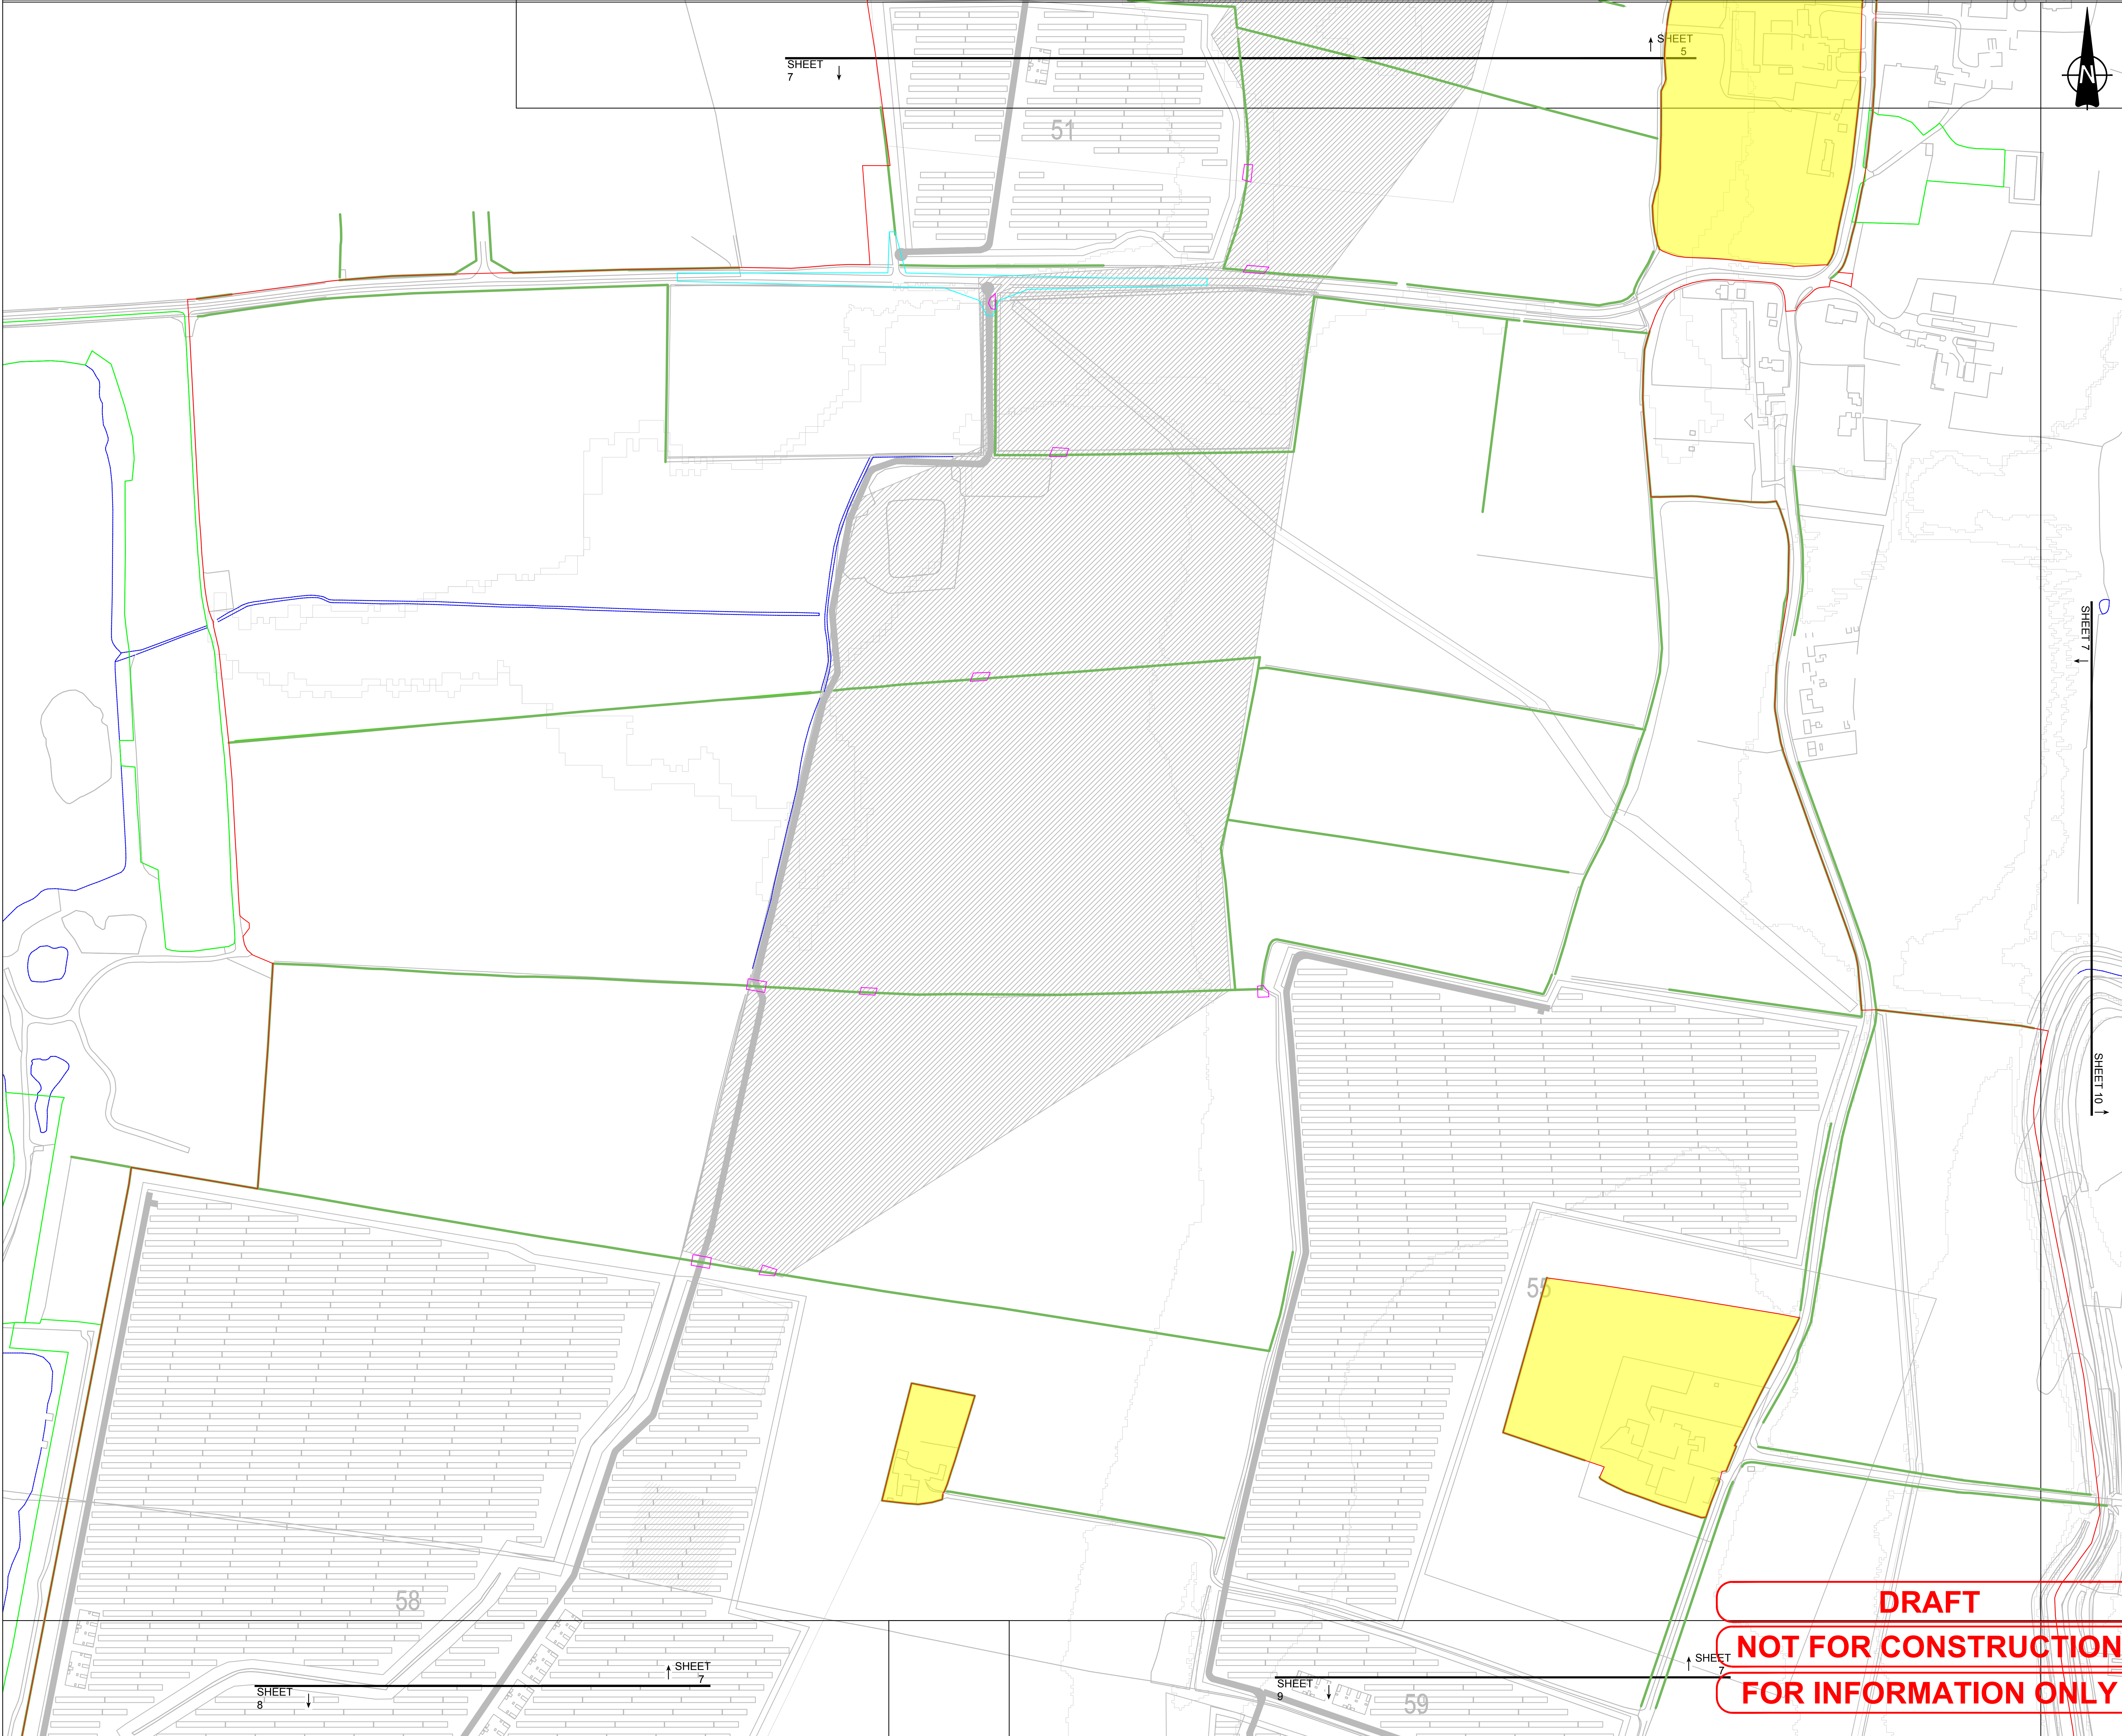 SHEET
5
SHEET
7
N
51
SHEET 7
SHEET 10
55
58
DRAFT
NOT FOR CONSTRUCTION
FOR INFORMATION ONLY
SHEET
7
SHEET
8
SHEET
7
SHEET
9
59